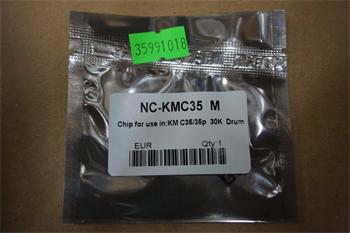 35991018
NC-KMC35 M
Chip for use in:KM C35/35p 30K Drum
EUR Qty 1